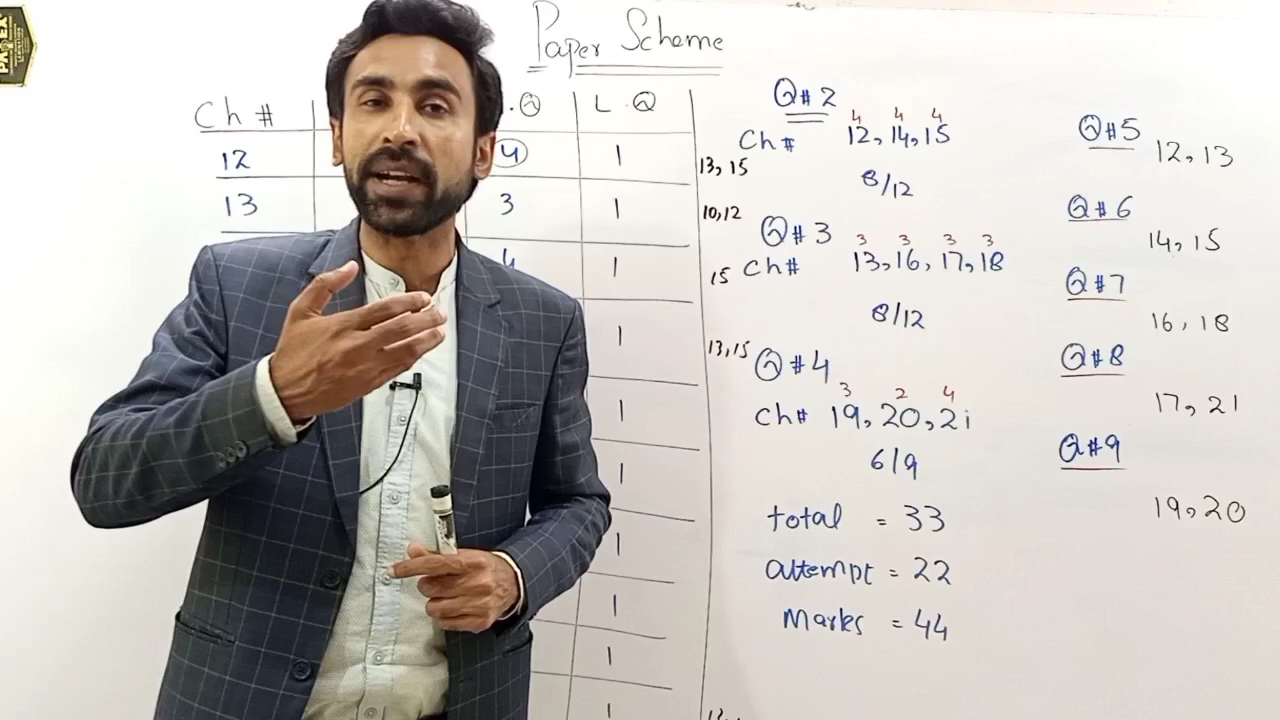 Paper Scheme
Ch # .Q L.Q
12 4 1 13, 15
13 3 1 10,12
4 1 15
1 13,15
1
1
1
1
1
1
Q#2
Ch# 12, 14, 15
4 4 4
8/12
Q#3
Ch# 13, 16, 17, 18
3 3 3 3
8/12
Q#4
Ch# 19, 20, 21
3 2 4
6/9
total = 33
attempt = 22
Marks = 44
Q#5
12, 13
Q#6
14, 15
Q#7
16, 18
Q#8
17, 21
Q#9
19, 20